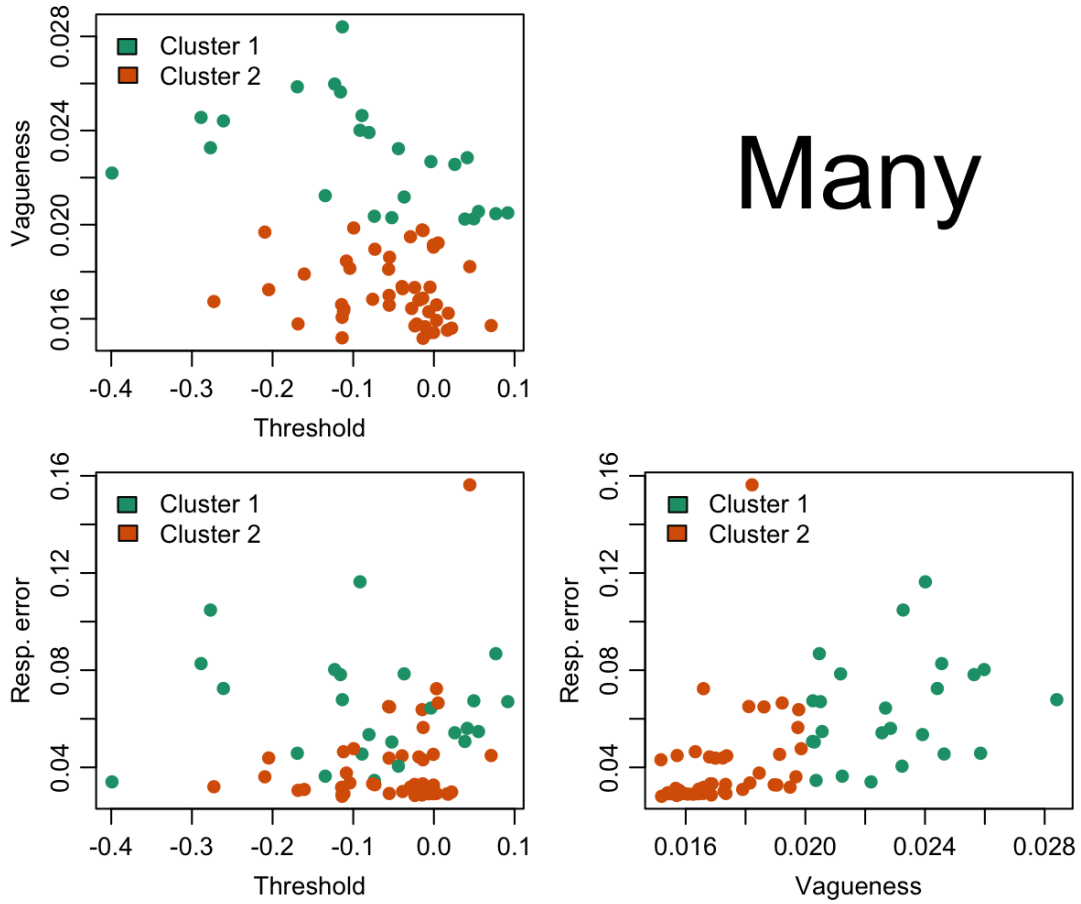 Vagueness
0.028
0.024
0.020
0.016
Cluster 1
Cluster 2
-0.4 -0.3 -0.2 -0.1 0.0 0.1
Threshold
Many
Resp. error
0.16
0.12
0.08
0.04
Cluster 1
Cluster 2
-0.4 -0.3 -0.2 -0.1 0.0 0.1
Threshold
Resp. error
0.16
0.12
0.08
0.04
Cluster 1
Cluster 2
0.016 0.020 0.024 0.028
Vagueness